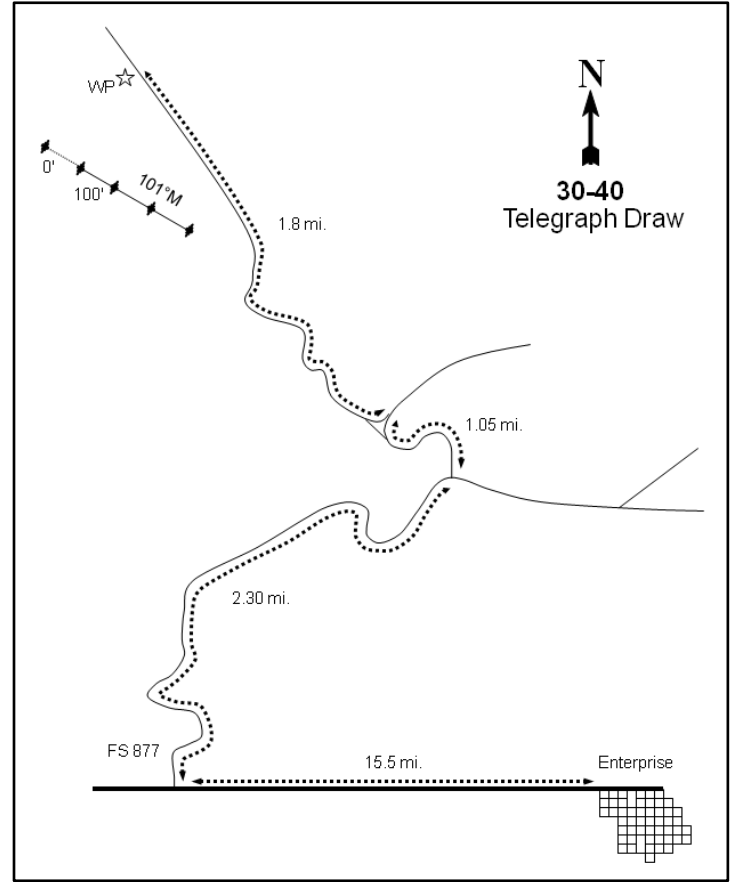 N
30-40
Telegraph Draw
WP
0'
100'
101°M
1.8 mi.
1.05 mi.
2.30 mi.
FS 877
15.5 mi.
Enterprise